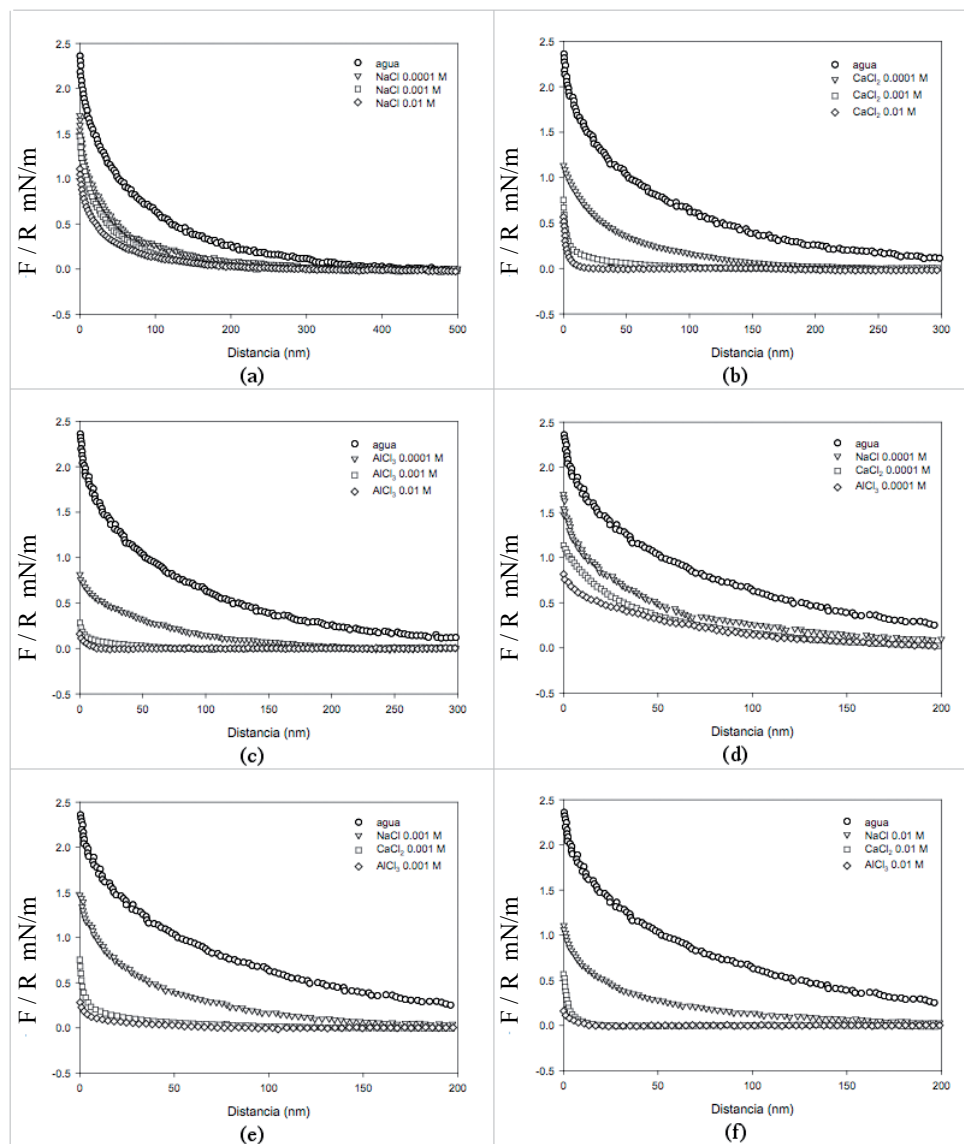 2.5
2.0
1.5
1.0
0.5
0.0
-0.5
F / R mN/m
agua
NaCl 0.0001 M
NaCl 0.001 M
NaCl 0.01 M
0 100 200 300 400 500
Distancia (nm)
(a)
2.5
2.0
1.5
1.0
0.5
0.0
-0.5
F / R mN/m
agua
CaCl₂ 0.0001 M
CaCl₂ 0.001 M
CaCl₂ 0.01 M
0 50 100 150 200 250 300
Distancia (nm)
(b)
2.5
2.0
1.5
1.0
0.5
0.0
-0.5
F / R mN/m
agua
AlCl₃ 0.0001 M
AlCl₃ 0.001 M
AlCl₃ 0.01 M
0 50 100 150 200 250 300
Distancia (nm)
(c)
2.5
2.0
1.5
1.0
0.5
0.0
-0.5
F / R mN/m
agua
NaCl 0.0001 M
CaCl₂ 0.0001 M
AlCl₃ 0.0001 M
0 50 100 150 200
Distancia (nm)
(d)
2.5
2.0
1.5
1.0
0.5
0.0
-0.5
F / R mN/m
agua
NaCl 0.001 M
CaCl₂ 0.001 M
AlCl₃ 0.001 M
0 50 100 150 200
Distancia (nm)
(e)
2.5
2.0
1.5
1.0
0.5
0.0
-0.5
F / R mN/m
agua
NaCl 0.01 M
CaCl₂ 0.01 M
AlCl₃ 0.01 M
0 50 100 150 200
Distancia (nm)
(f)